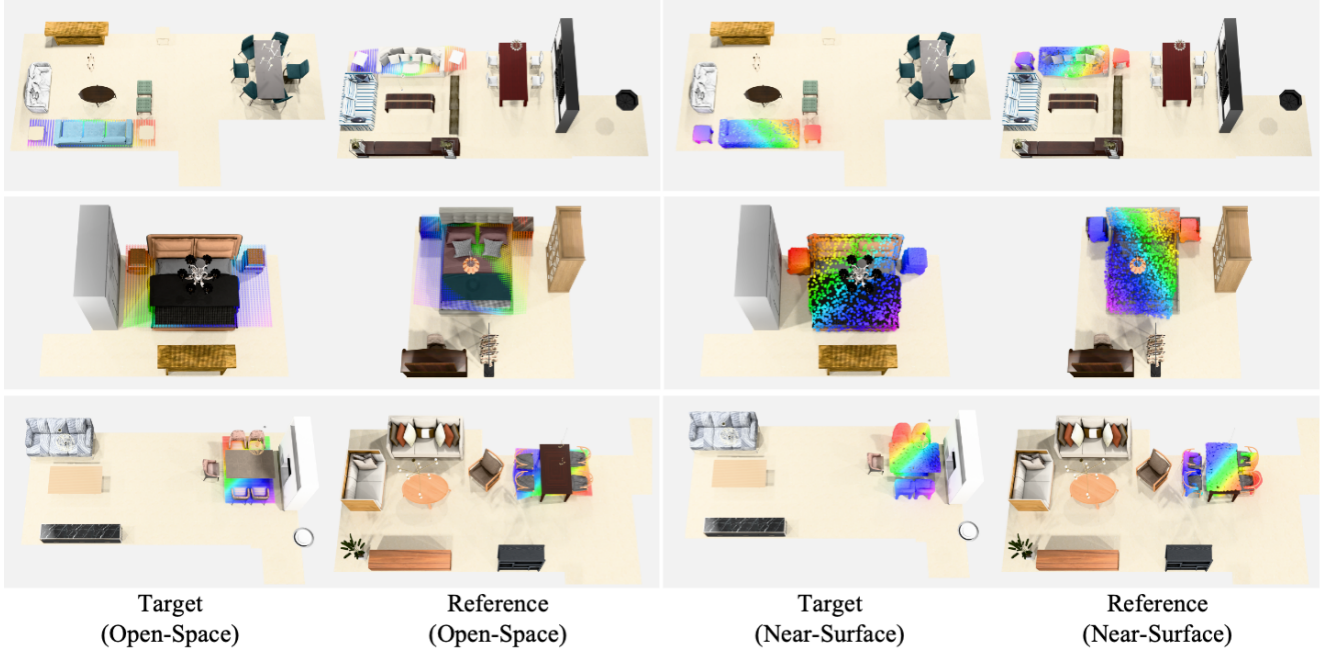 Target
(Open-Space)
Reference
(Open-Space)
Target
(Near-Surface)
Reference
(Near-Surface)